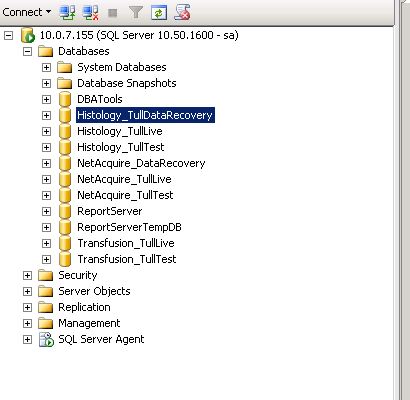 Connect
10.0.7.155 (SQL Server 10.50.1600 - sa)
Databases
System Databases
Database Snapshots
DBATools
Histology_TullDataRecovery
Histology_TullLive
Histology_TullTest
NetAcquire_DataRecovery
NetAcquire_TullLive
NetAcquire_TullTest
ReportServer
ReportServerTempDB
Transfusion_TullLive
Transfusion_TullTest
Security
Server Objects
Replication
Management
SQL Server Agent